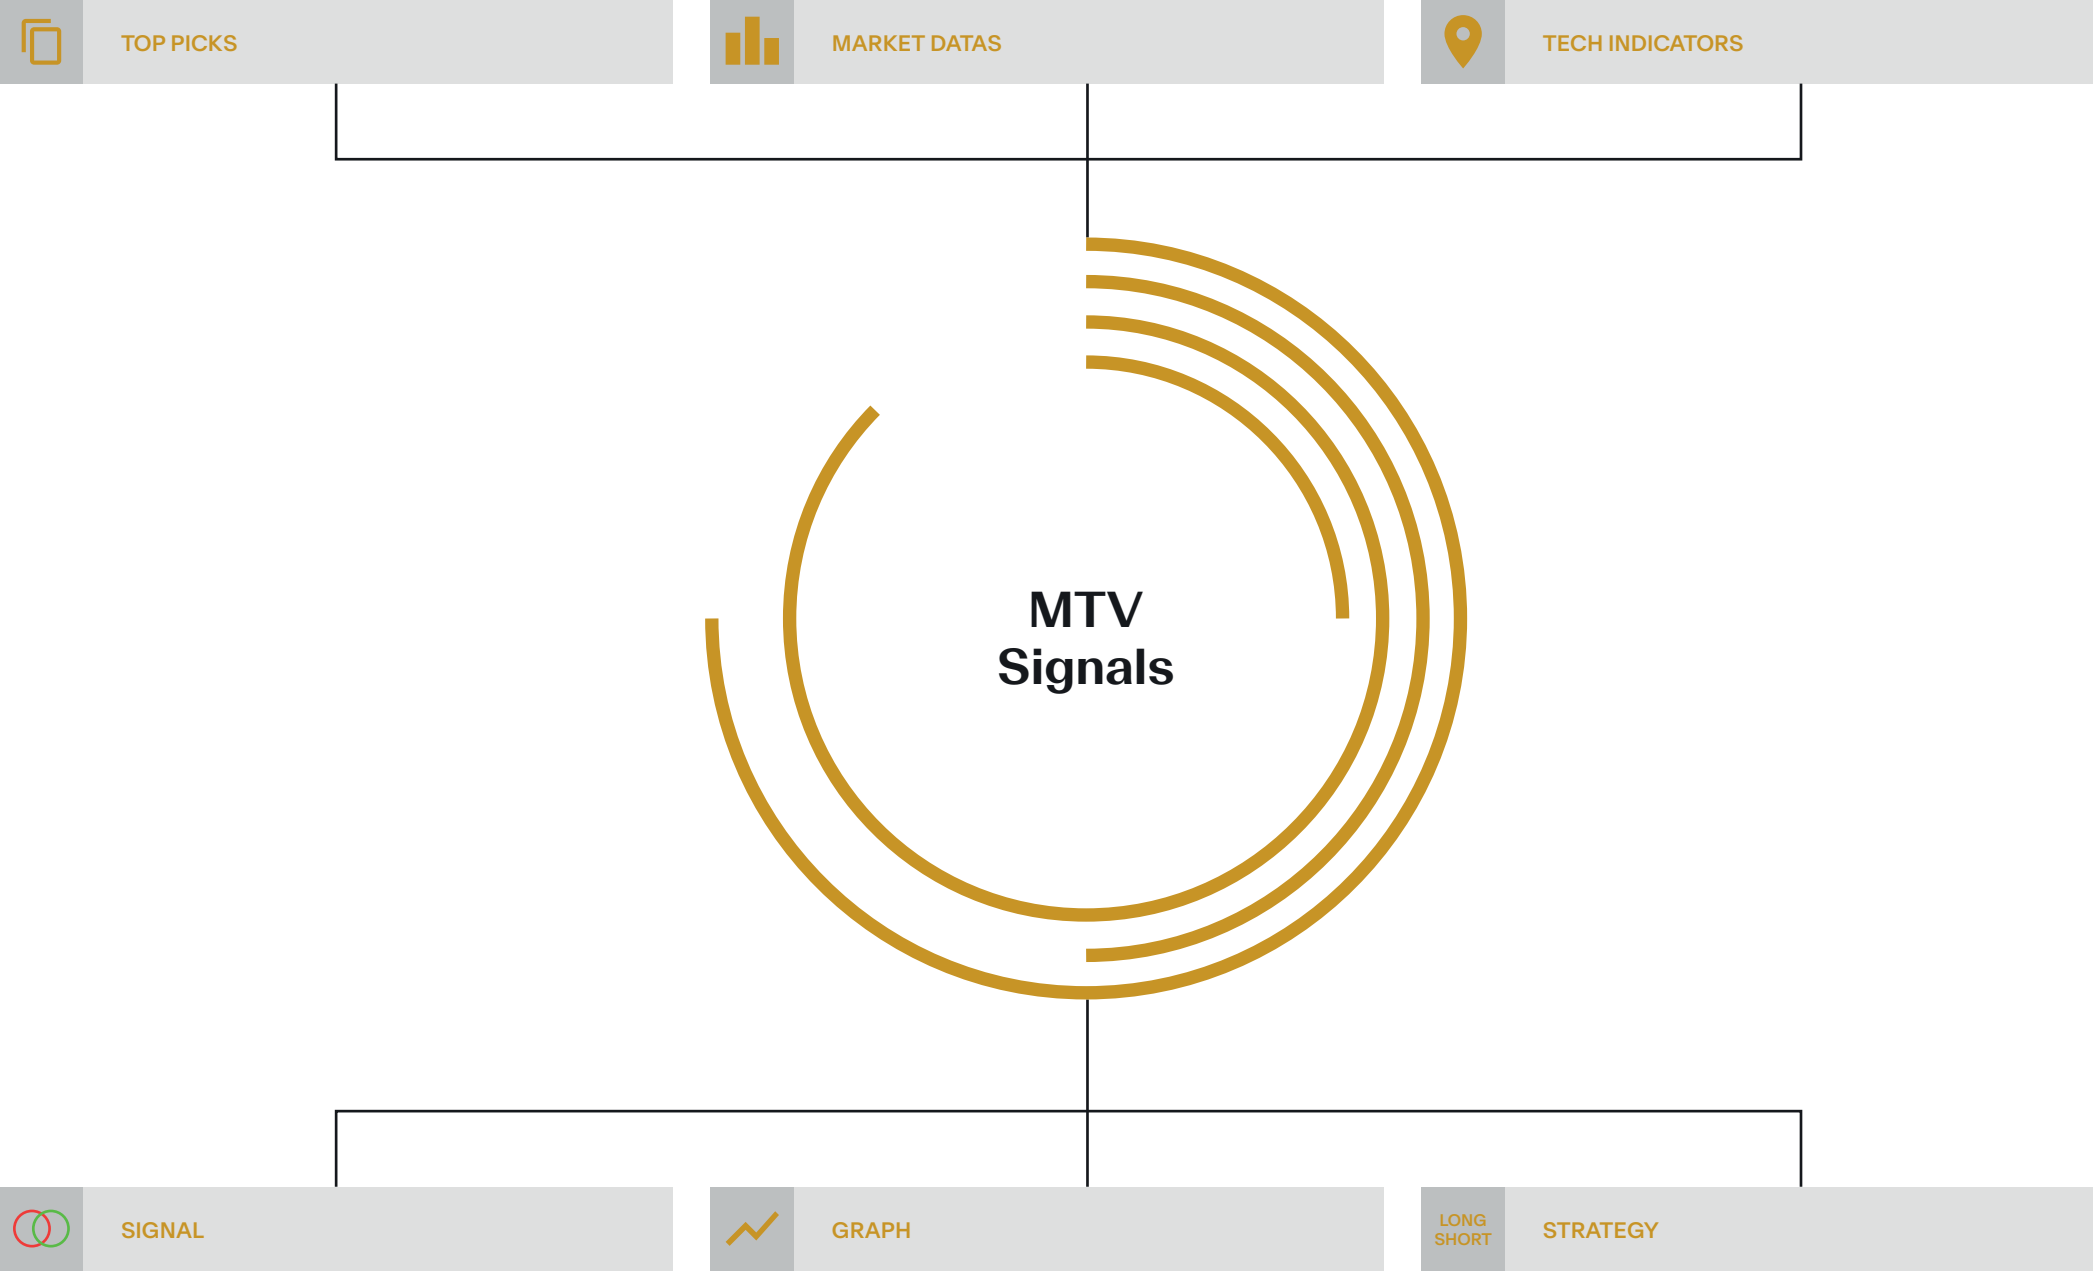 TOP PICKS
MARKET DATAS
TECH INDICATORS
MTV
Signals
SIGNAL
GRAPH
LONG
SHORT
STRATEGY